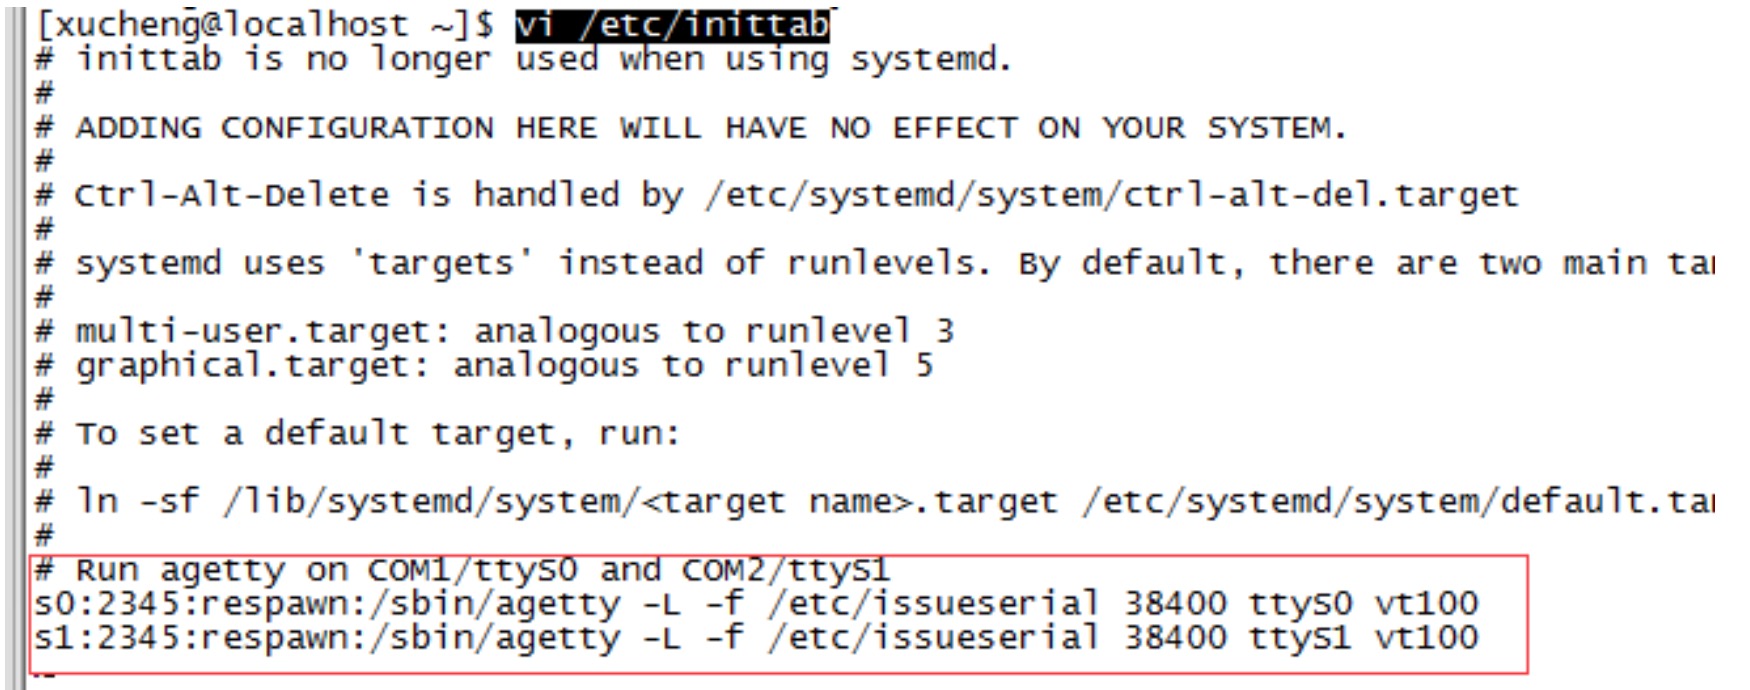 [xucheng@localhost ~]$ vi /etc/inittab
# inittab is no longer used when using systemd.
#
# ADDING CONFIGURATION HERE WILL HAVE NO EFFECT ON YOUR SYSTEM.
#
# Ctrl-Alt-Delete is handled by /etc/systemd/system/ctrl-alt-del.target
#
# systemd uses 'targets' instead of runlevels. By default, there are two main
#
# multi-user.target: analogous to runlevel 3
# graphical.target: analogous to runlevel 5
#
# To set a default target, run:
#
# ln -sf /lib/systemd/system/<target name>.target /etc/systemd/system/default.ta
#
# Run agetty on COM1/ttyS0 and COM2/ttyS1
s0:2345:respawn:/sbin/agetty -L -f /etc/issueserial 38400 ttyS0 vt100
s1:2345:respawn:/sbin/agetty -L -f /etc/issueserial 38400 ttyS1 vt100